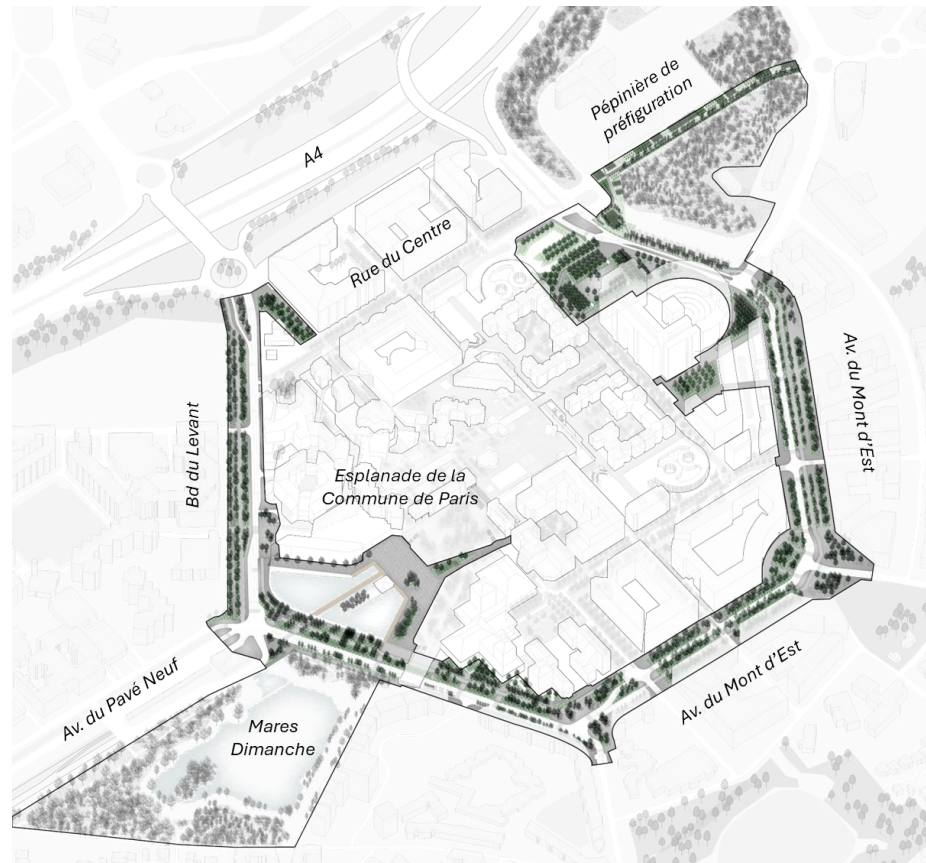 Pépinière de
préfiguration
A4
Rue du Centre
Av. du Mont d'Est
Bd du Levant
Esplanade de la
Commune de Paris
Av. du Pavé Neuf
Av. du Mont d'Est
Mares
Dimanche